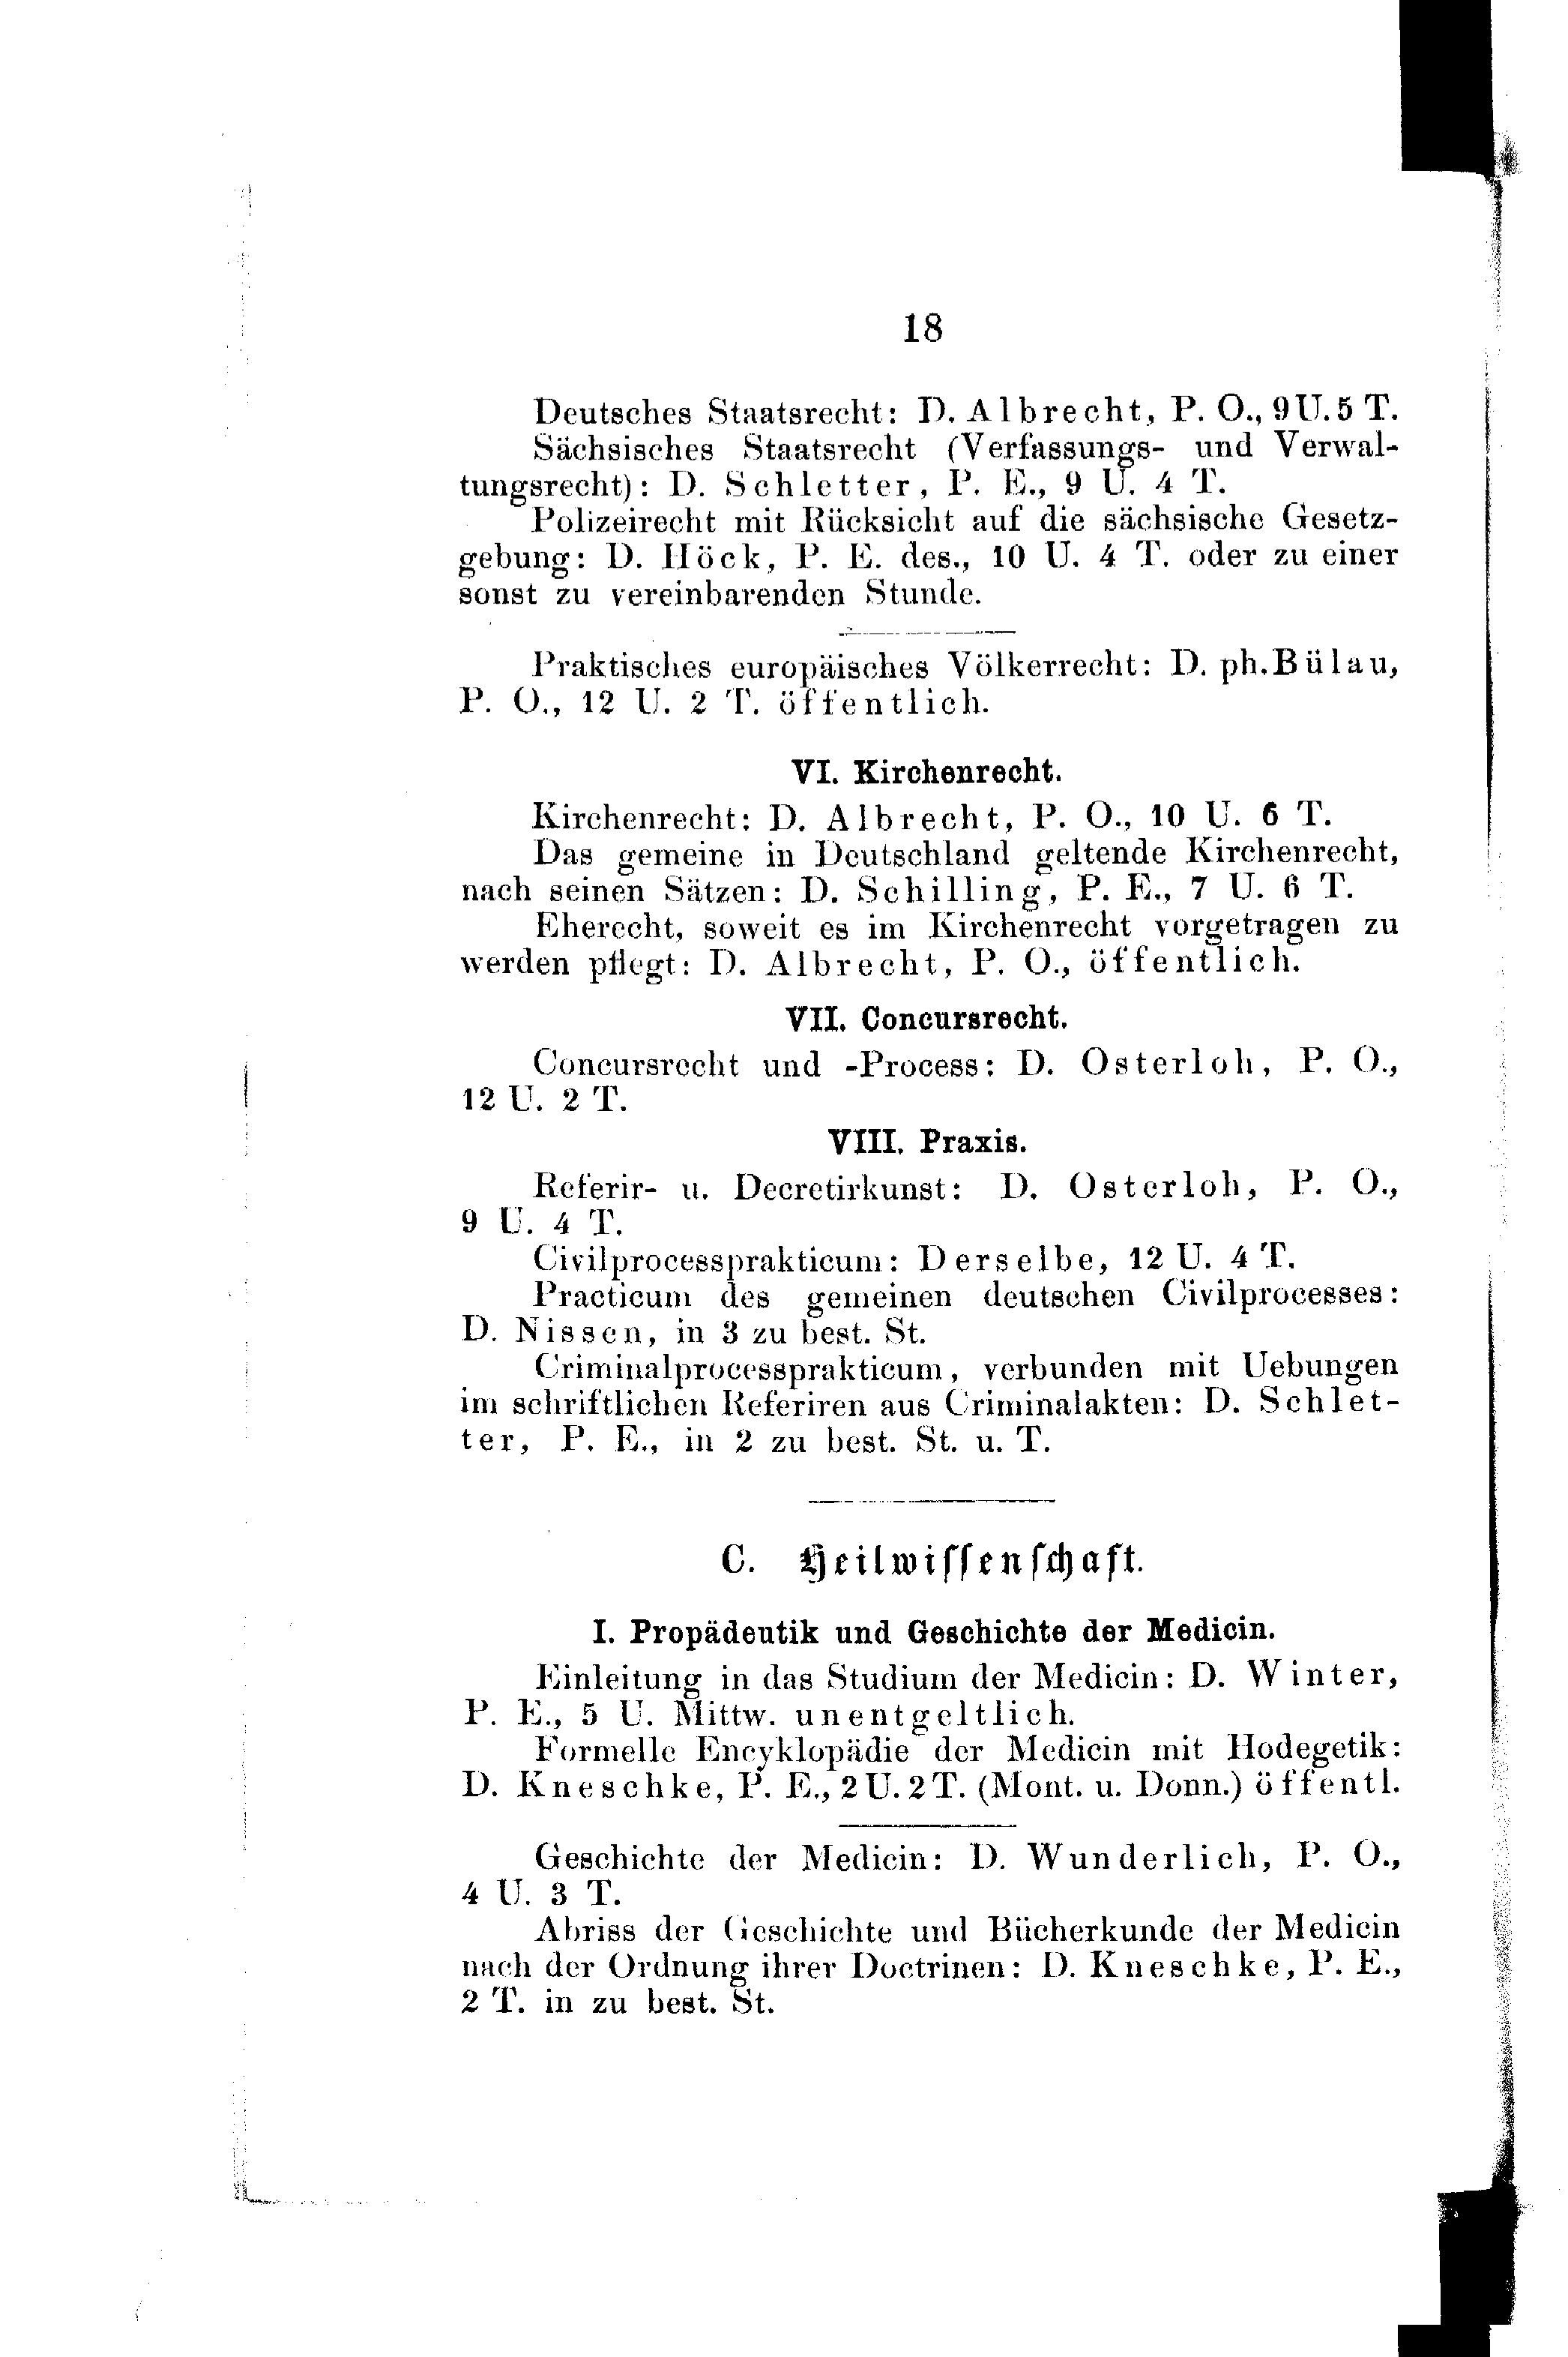 18
Deutsches Staatsrecht: D. Albrecht, P. O., 9 U. 5 T.
Sächsisches Staatsrecht (Verfassungs- und Verwal-
tungsrecht): D. Schletter, P. E., 9 U. 4 T.
Polizeirecht mit Rücksicht auf die sächsische Gesetz-
gebung: D. Höck, P. E. des., 10 U. 4 T. oder zu einer
sonst zu vereinbarenden Stunde.
Praktisches europäisches Völkerrecht: D. ph. Bülau,
P. O., 12 U. 2 T. öffentlich.
VI. Kirchenrecht.
Kirchenrecht: D. Albrecht, P. O., 10 U. 6 T.
Das gemeine in Deutschland geltende Kirchenrecht,
nach seinen Sätzen: D. Schilling, P. E., 7 U. 6 T.
Eherecht, soweit es im Kirchenrecht vorgetragen zu
werden pflegt: D. Albrecht, P. O., öffentlich.
VII. Concursrecht.
Concursrecht und -Process: D. Osterloh, P. O.,
12 U. 2 T.
VIII. Praxis.
Referir- u. Decretirkunst: D. Osterloh, P. O.,
9 U. 4 T.
Civilprocessprakticum: Derselbe, 12 U. 4 T.
Practicum des gemeinen deutschen Civilprocesses:
D. Nissen, in 3 zu best. St.
Criminalprocessprakticum, verbunden mit Uebungen
im schriftlichen Referiren aus Criminalakten: D. Schlet-
ter, P. E., in 2 zu best. St. u. T.
C. Heilwissenschaft.
I. Propädeutik und Geschichte der Medicin.
Einleitung in das Studium der Medicin: D. Winter,
P. E., 5 U. Mittw. unentgeltlich.
Formelle Encyklopädie der Medicin mit Hodegetik:
D. Kneschke, P. E., 2 U. 2 T. (Mont. u. Donn.) öffentl.
Geschichte der Medicin: D. Wunderlich, P. O.,
4 U. 3 T.
Abriss der Geschichte und Bücherkunde der Medicin
nach der Ordnung ihrer Doctrinen: D. Kneschke, P. E.,
2 T. in zu best. St.